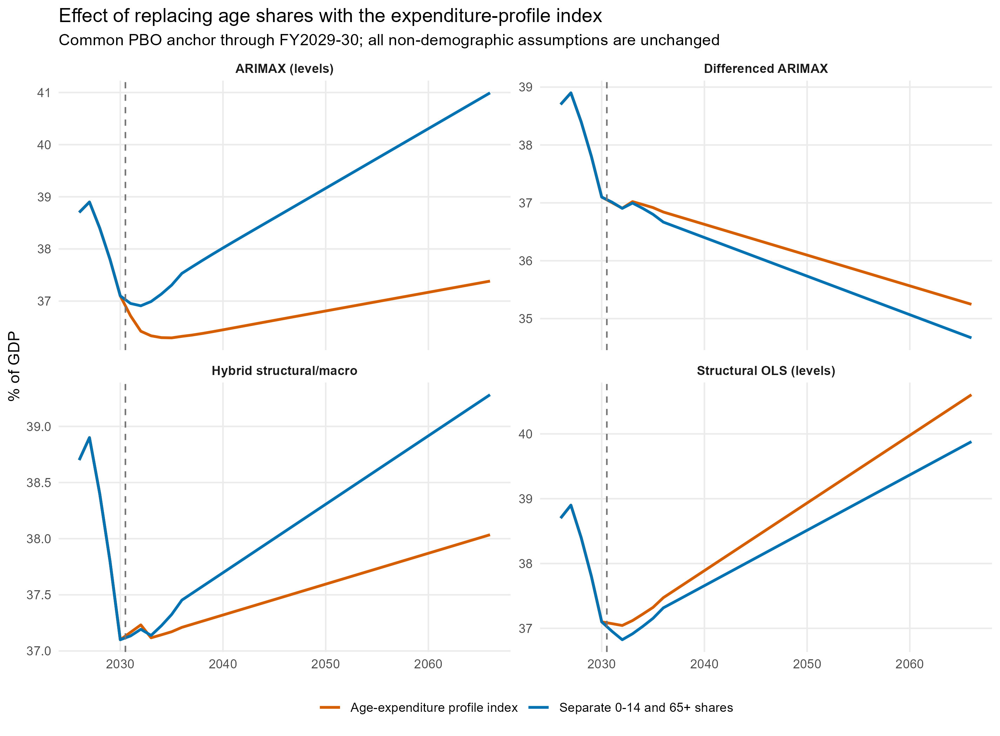 Effect of replacing age shares with the expenditure-profile index
Common PBO anchor through FY2029-30; all non-demographic assumptions are unchanged
ARIMAX (levels)
41
40
39
38
37
Differenced ARIMAX
39
38
37
36
35
% of GDP
Hybrid structural/macro
39.0
38.5
38.0
37.5
37.0
2030 2040 2050 2060
Structural OLS (levels)
40
39
38
37
2030 2040 2050 2060
Age-expenditure profile index Separate 0-14 and 65+ shares